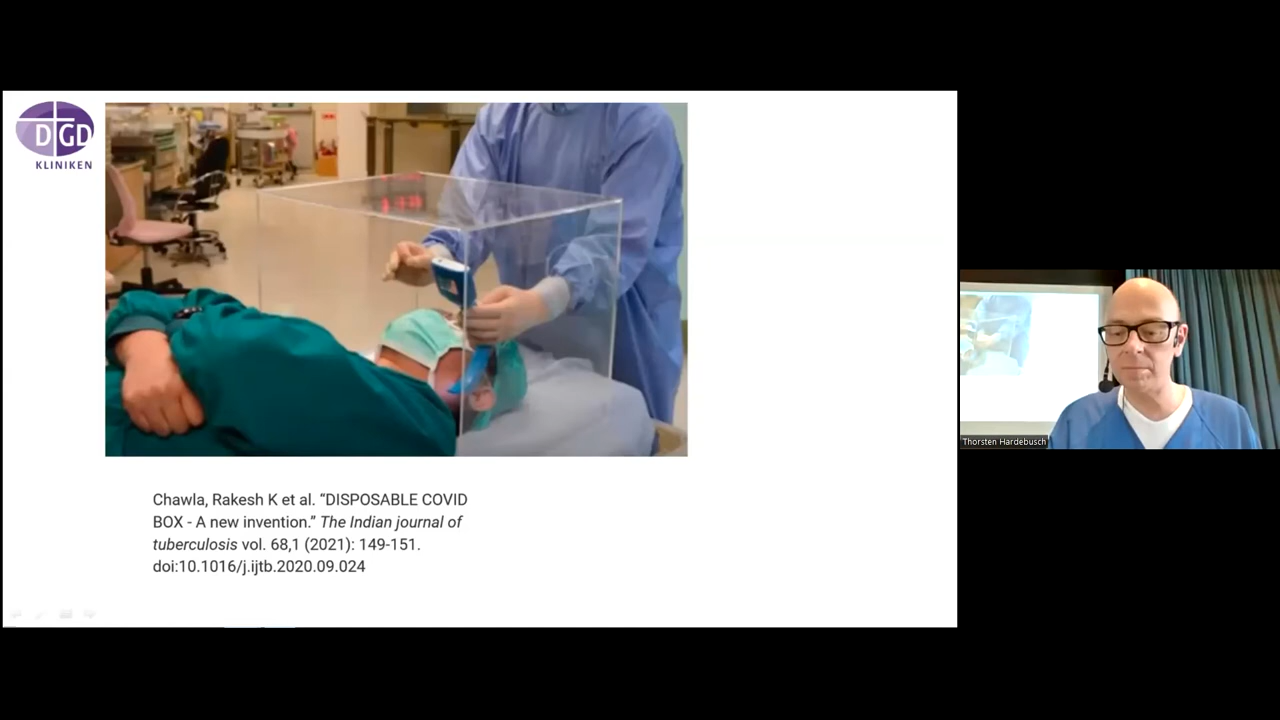 DGD
KLINIKEN
Chawla, Rakesh K et al. “DISPOSABLE COVID
BOX - A new invention.” The Indian journal of
tuberculosis vol. 68,1 (2021): 149-151.
doi:10.1016/j.ijtb.2020.09.024
Thorsten Hardebusch